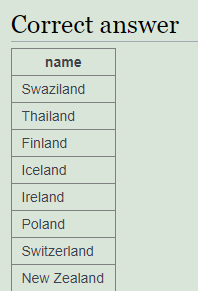 Correct answer
name
Swaziland
Thailand
Finland
Iceland
Ireland
Poland
Switzerland
New Zealand